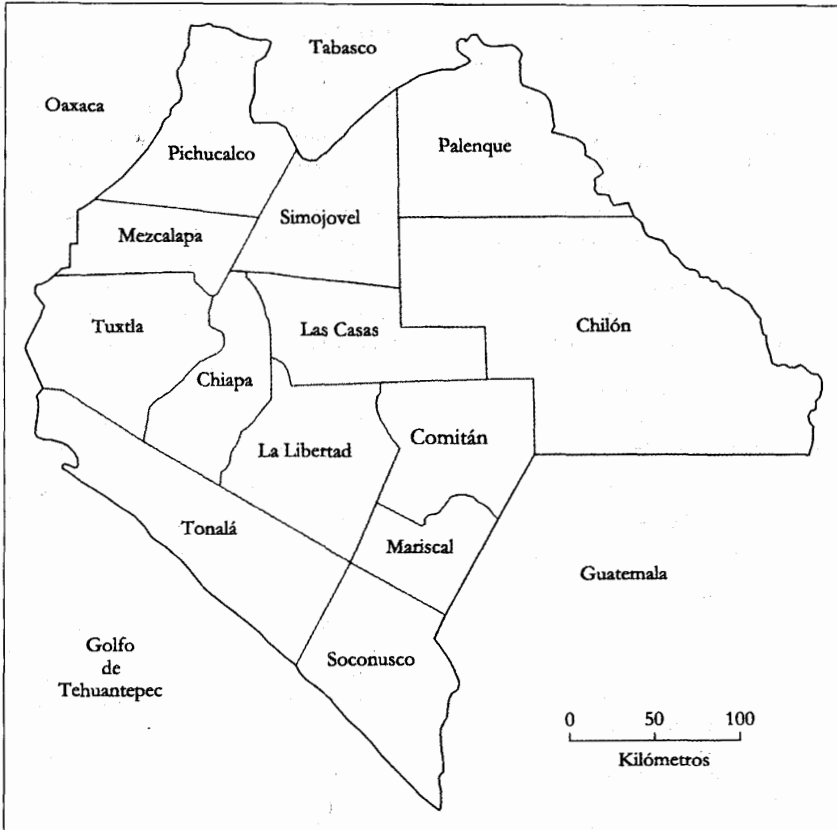 Tabasco
Oaxaca
Palenque
Pichucalco
Simojovel
Mezcalapa
Tuxtla
Las Casas
Chilón
Chiapa
Comitán
La Libertad
Tonalá
Mariscal
Guatemala
Golfo
de
Tehuantepec
Soconusco
0 50 100
Kilómetros